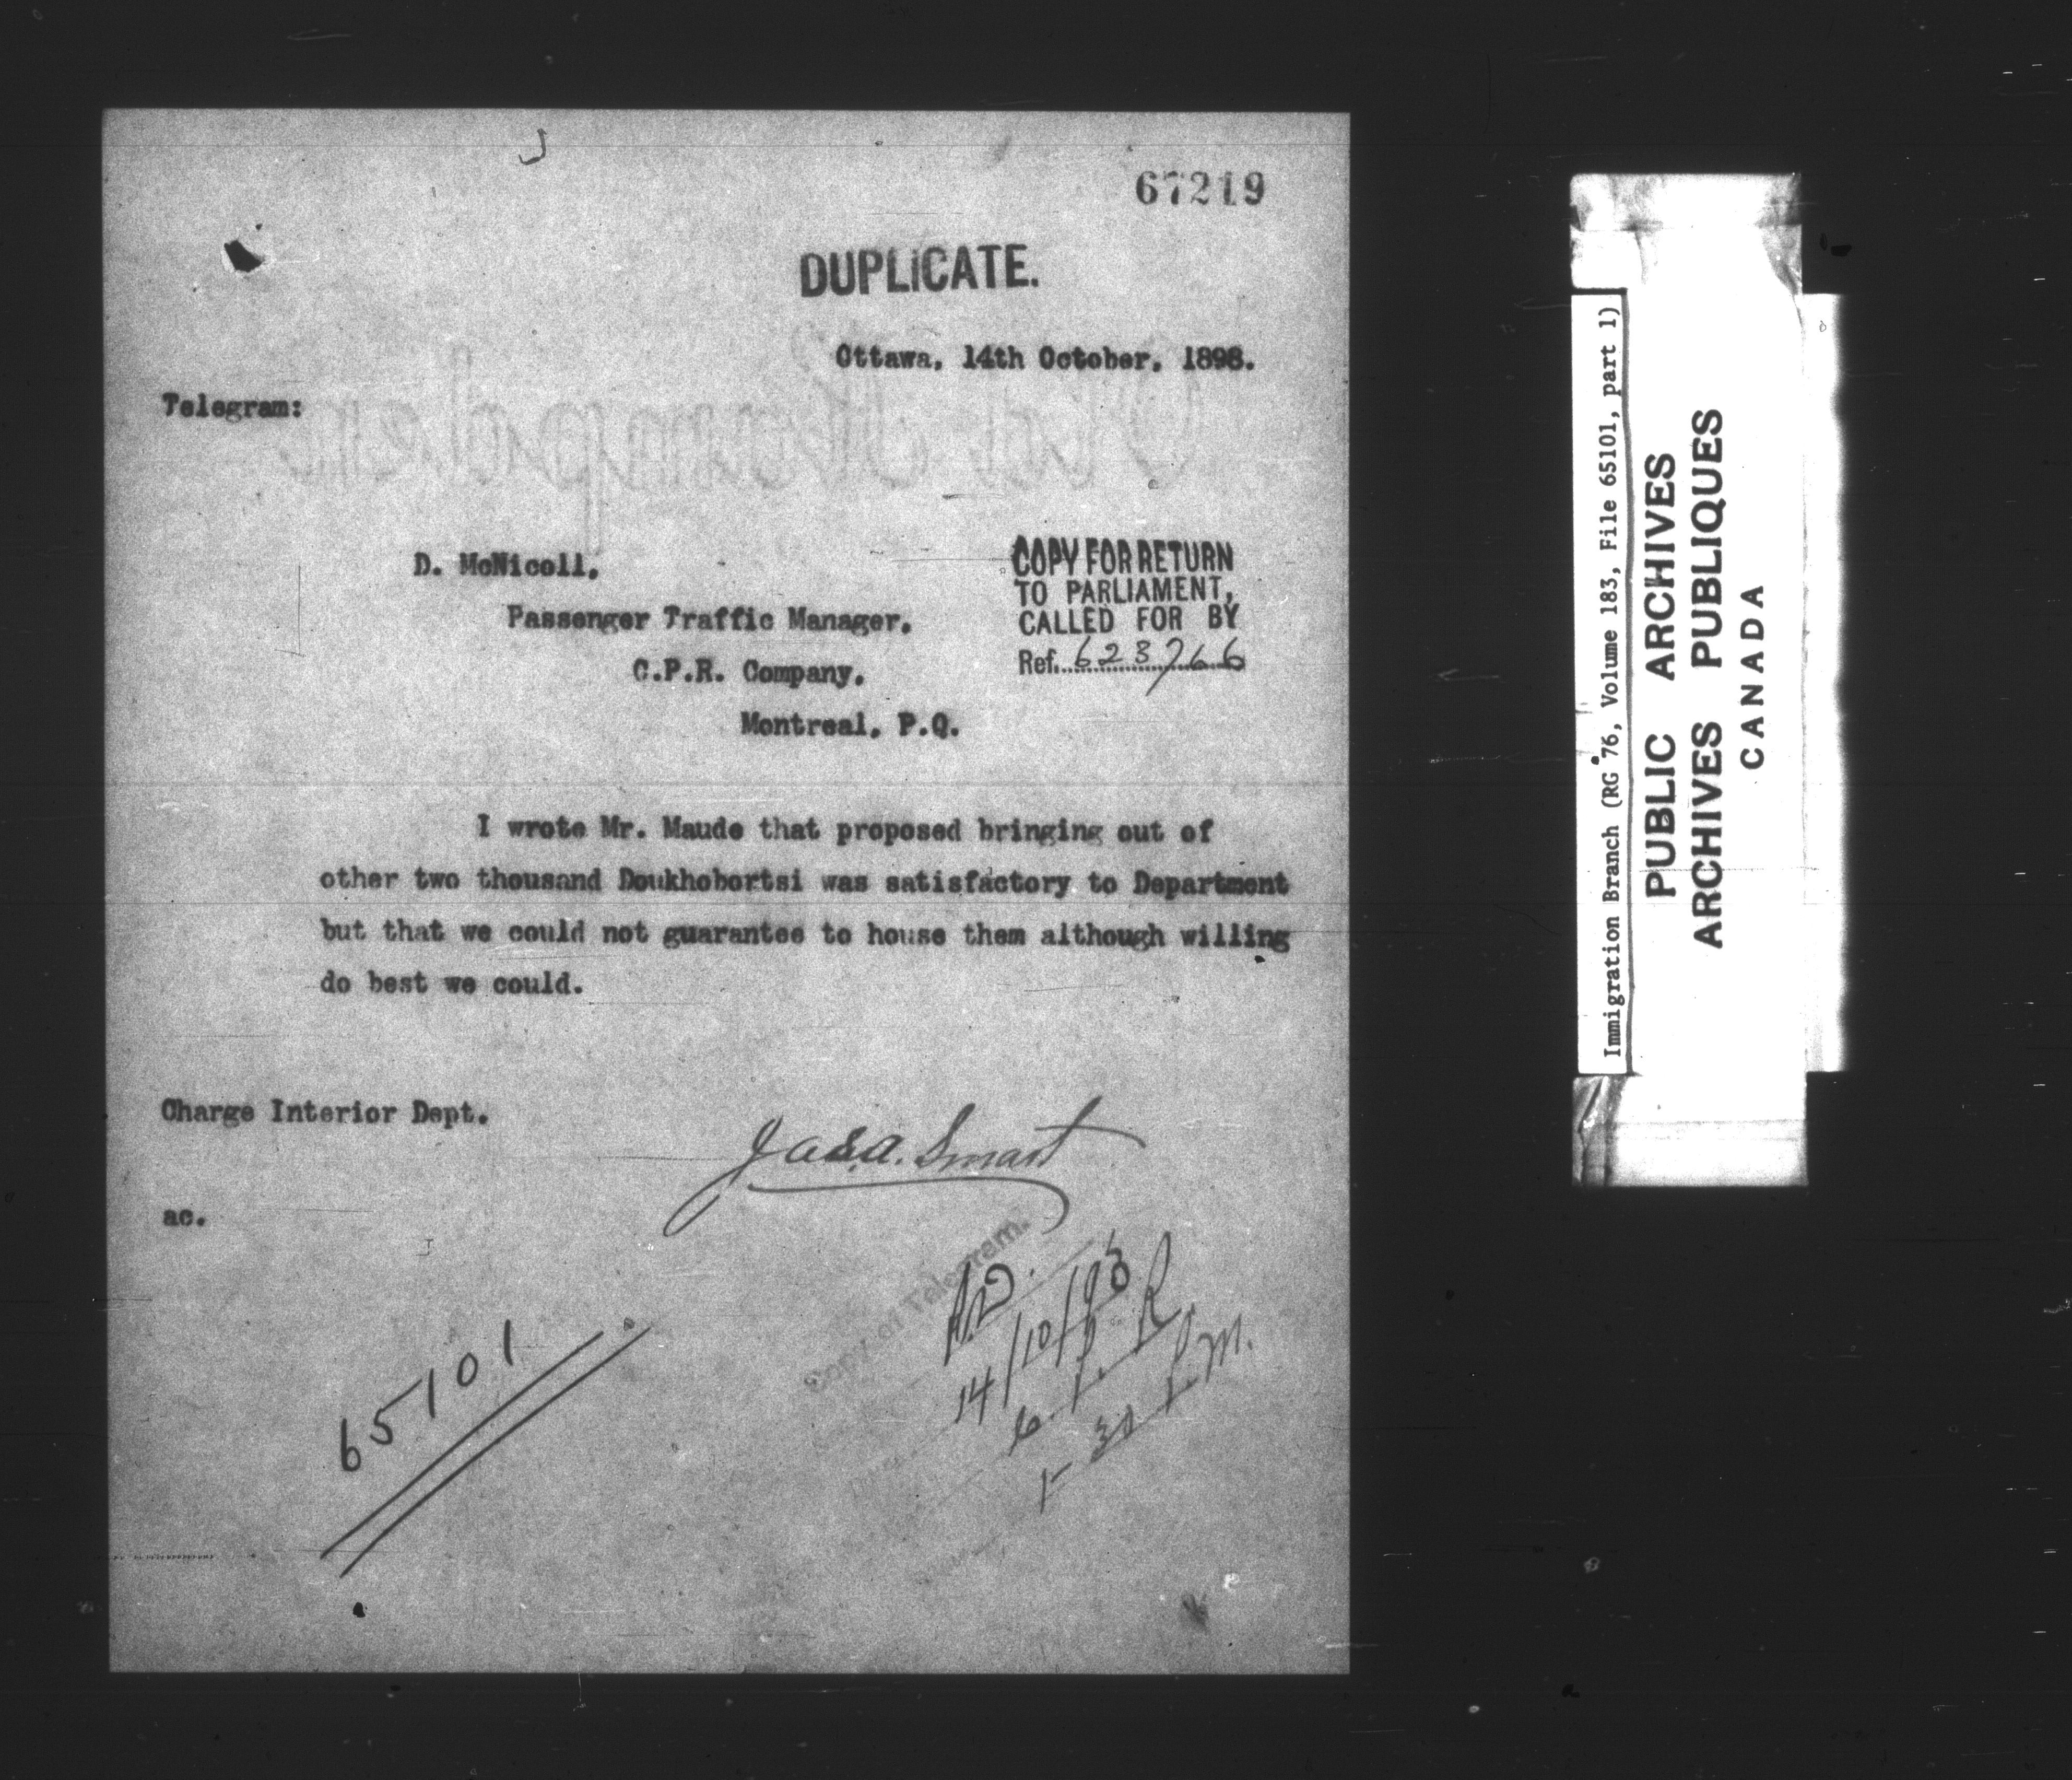 67219
DUPLICATE.
Ottawa, 14th October, 1898.
Telegram:
D. McNicoll,
Passenger Traffic Manager,
C.P.R. Company,
Montreal, P.Q.
COPY FOR RETURN
TO PARLIAMENT,
CALLED FOR BY
Ref. 623766
I wrote Mr. Maude that proposed bringing out of
other two thousand Doukhobortsi was satisfactory to Department
but that we could not guarantee to house them although willing
do best we could.
Charge Interior Dept.
Jas. A. Smart
ac.
Copy of Telegram.
14/10/98
65101
Immigration Branch (RG 76, Volume 183, File 65101, part 1)
PUBLIC ARCHIVES
ARCHIVES PUBLIQUES
CANADA